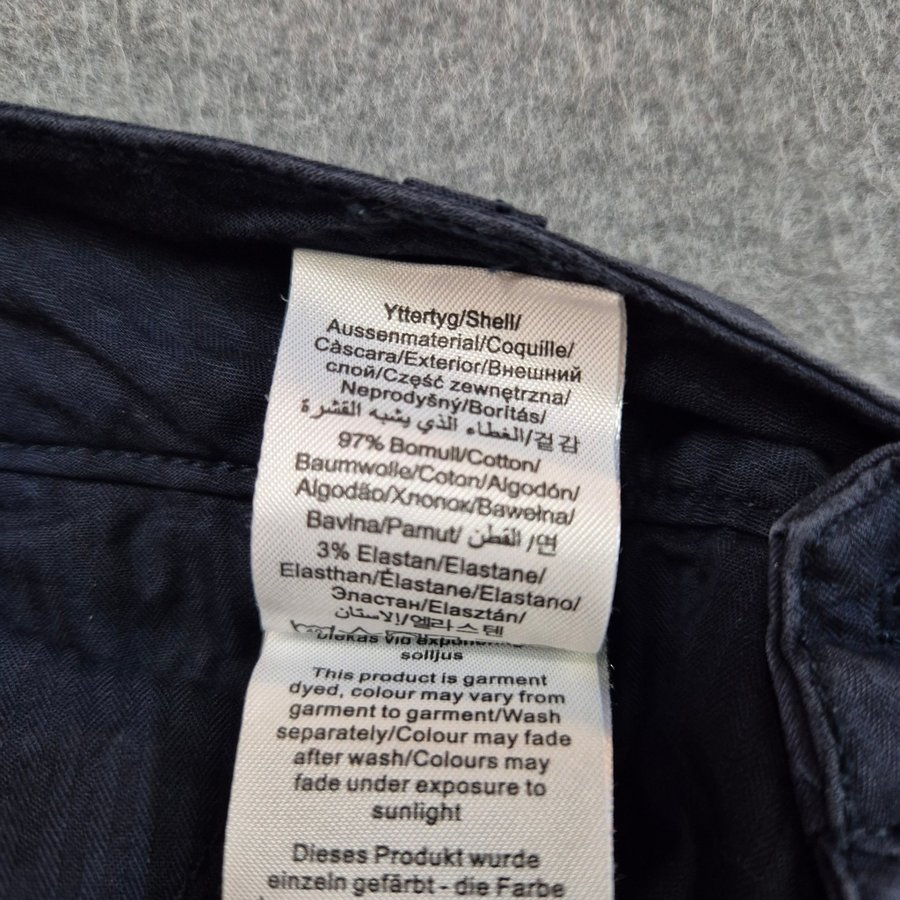 Yttertyg/Shell/
Aussenmaterial/Coquille/
Càscara/Exterior/Внешний
слой/Część zewnętrzna/
Neprodyšný/Borítás/
الغطاء الذي يشبه القشرة/겉감
97% Bomull/Cotton/
Baumwolle/Coton/Algodón/
Algodão/Хлопок/Bawełna/
Bavlna/Pamut/ القطن /면
3% Elastan/Elastane/
Elasthan/Élastane/Elastano/
Эластан/Elasztán/
الاستان/엘라스텐
solljus
This product is garment
dyed, colour may vary from
garment to garment/Wash
separately/Colour may fade
after wash/Colours may
fade under exposure to
sunlight
Dieses Produkt wurde
einzeln gefärbt - die Farbe